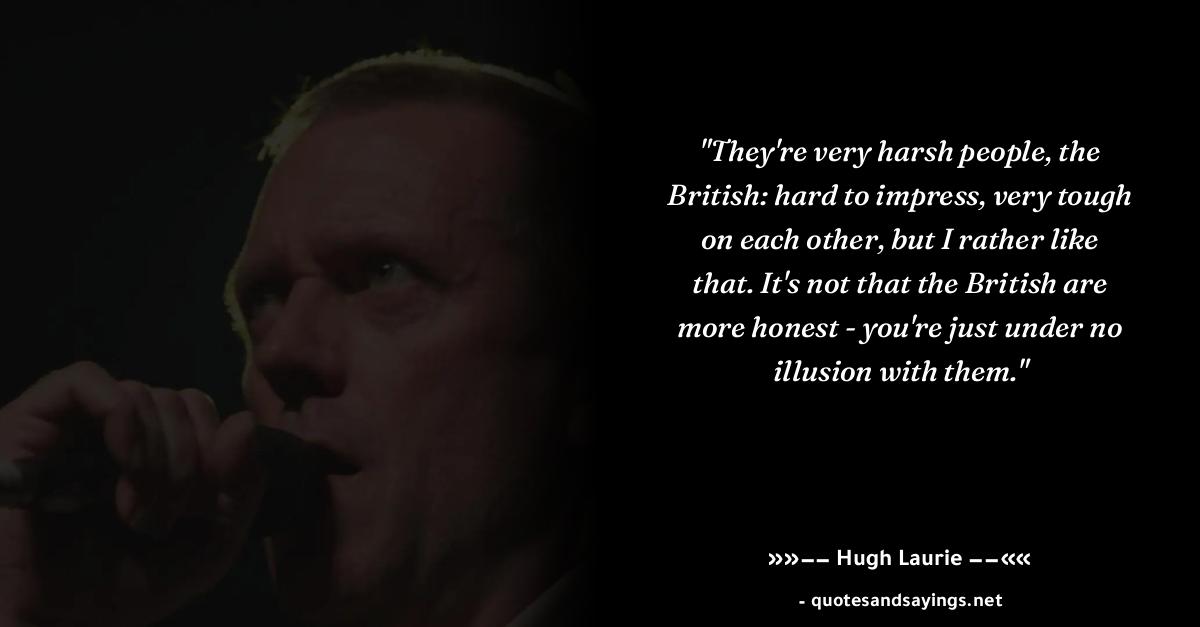 "They're very harsh people, the
British: hard to impress, very tough
on each other, but I rather like
that. It's not that the British are
more honest - you're just under no
illusion with them."
»»–– Hugh Laurie ––««
- quotesandsayings.net